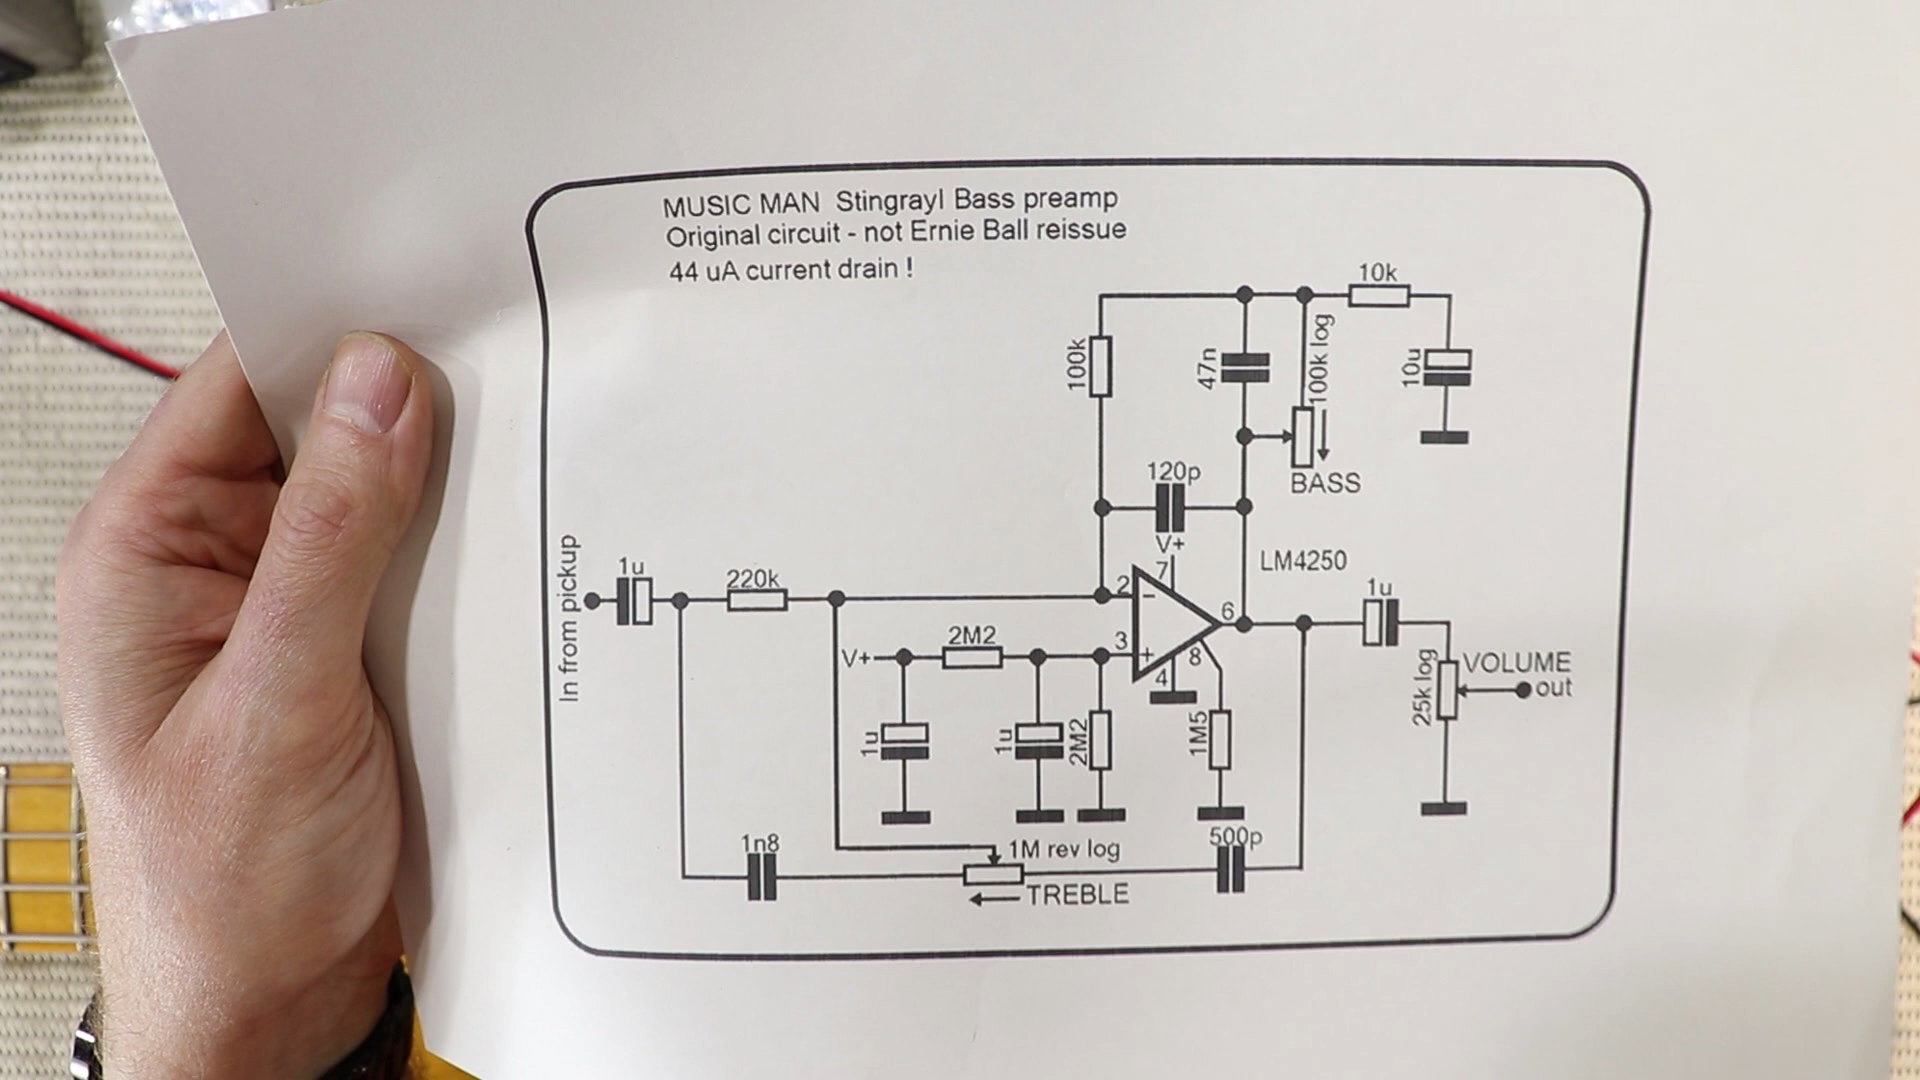 MUSIC MAN Stingrayl Bass preamp
Original circuit - not Ernie Ball reissue
44 uA current drain !
10k
100k
47n
100k log
10u
BASS
120p
V+
LM4250
In from pickup
1u
220k
2
7
-
6
1u
V+
2M2
3
+
4
8
VOLUME
out
25k log
1u
1u
2M2
1M5
1n8
1M rev log
500p
TREBLE